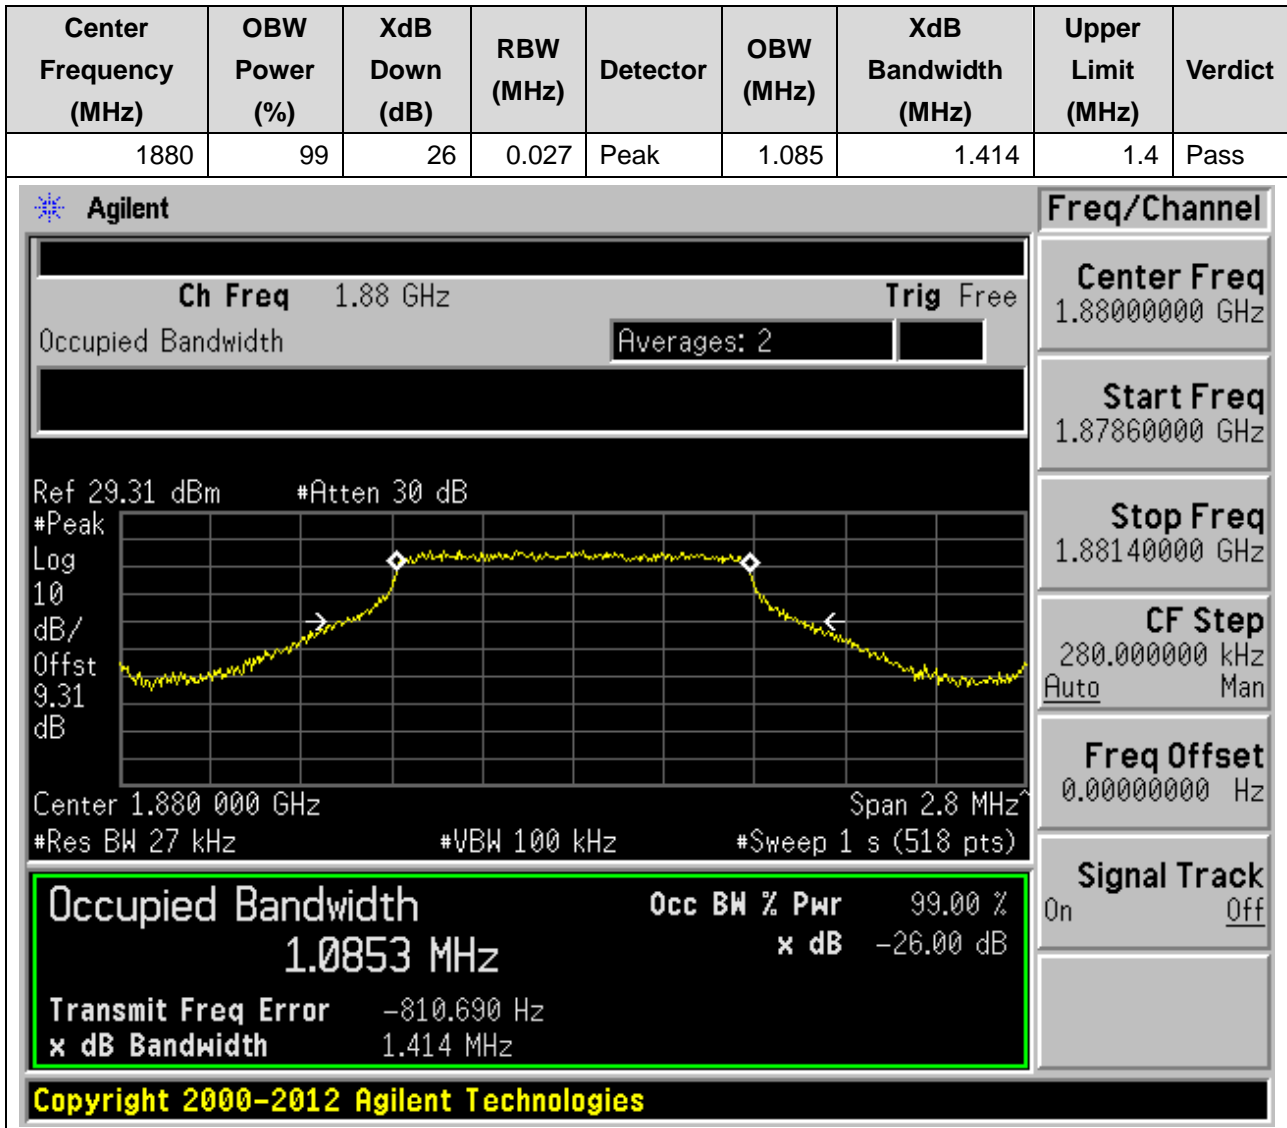 Center Frequency (MHz) OBW Power (%) XdB Down (dB) RBW (MHz) Detector OBW (MHz) XdB Bandwidth (MHz) Upper Limit (MHz) Verdict
1880 99 26 0.027 Peak 1.085 1.414 1.4 Pass
Agilent
Freq/Channel
Ch Freq 1.88 GHz Trig Free
Occupied Bandwidth Averages: 2
Center Freq
1.88000000 GHz
Start Freq
1.87860000 GHz
Stop Freq
1.88140000 GHz
CF Step
280.000000 kHz
Auto Man
Freq Offset
0.00000000 Hz
Signal Track
On Off
Ref 29.31 dBm #Atten 30 dB
#Peak
Log
10
dB/
Offst
9.31
dB
Center 1.880 000 GHz Span 2.8 MHz^
#Res BW 27 kHz #VBW 100 kHz #Sweep 1 s (518 pts)
Occupied Bandwidth Occ BW % Pwr 99.00 %
1.0853 MHz x dB -26.00 dB
Transmit Freq Error -810.690 Hz
x dB Bandwidth 1.414 MHz
Copyright 2000-2012 Agilent Technologies